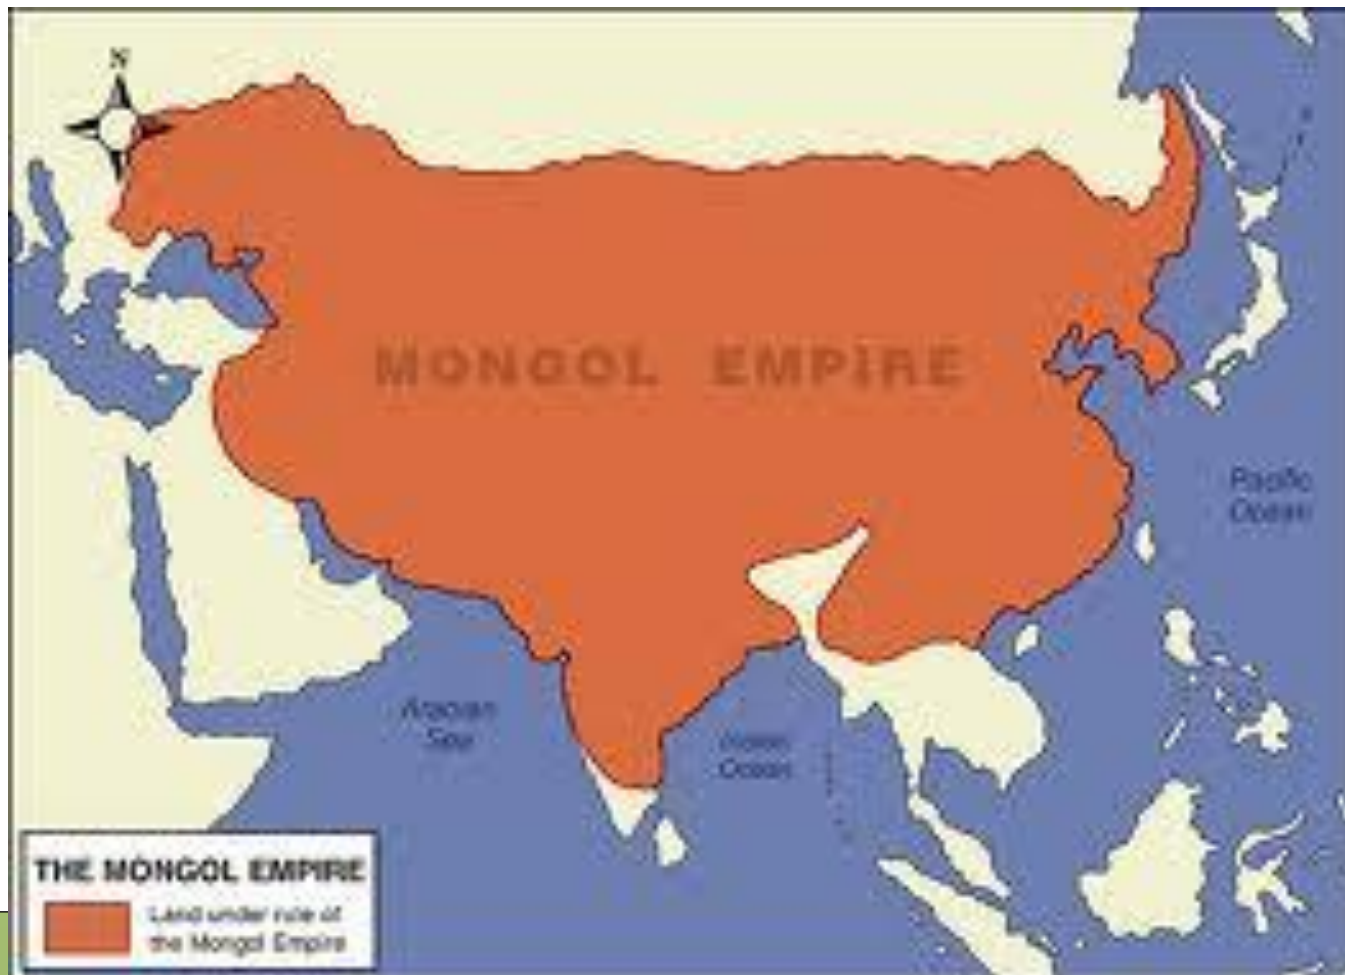 N
MONGOL EMPIRE
Pacific
Ocean
Arabian
Sea
Indian
Ocean
THE MONGOL EMPIRE
Land under rule of
the Mongol Empire